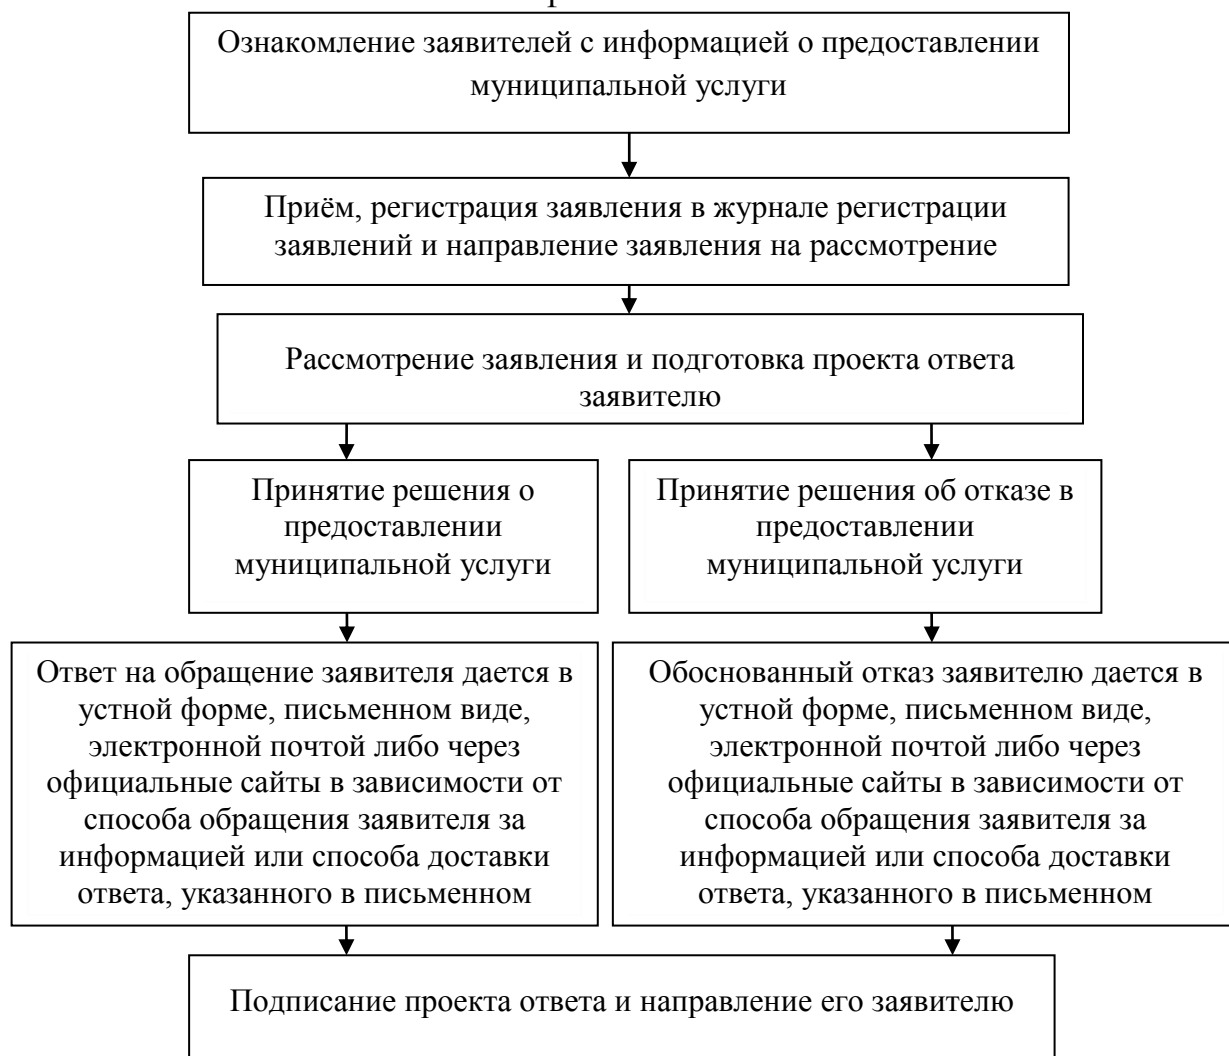 Ознакомление заявителей с информацией о предоставлении
муниципальной услуги
Приём, регистрация заявления в журнале регистрации
заявлений и направление заявления на рассмотрение
Рассмотрение заявления и подготовка проекта ответа
заявителю
Принятие решения о
предоставлении
муниципальной услуги
Принятие решения об отказе в
предоставлении
муниципальной услуги
Ответ на обращение заявителя дается в
устной форме, письменном виде,
электронной почтой либо через
официальные сайты в зависимости от
способа обращения заявителя за
информацией или способа доставки
ответа, указанного в письменном
Обоснованный отказ заявителю дается в
устной форме, письменном виде,
электронной почтой либо через
официальные сайты в зависимости от
способа обращения заявителя за
информацией или способа доставки
ответа, указанного в письменном
Подписание проекта ответа и направление его заявителю